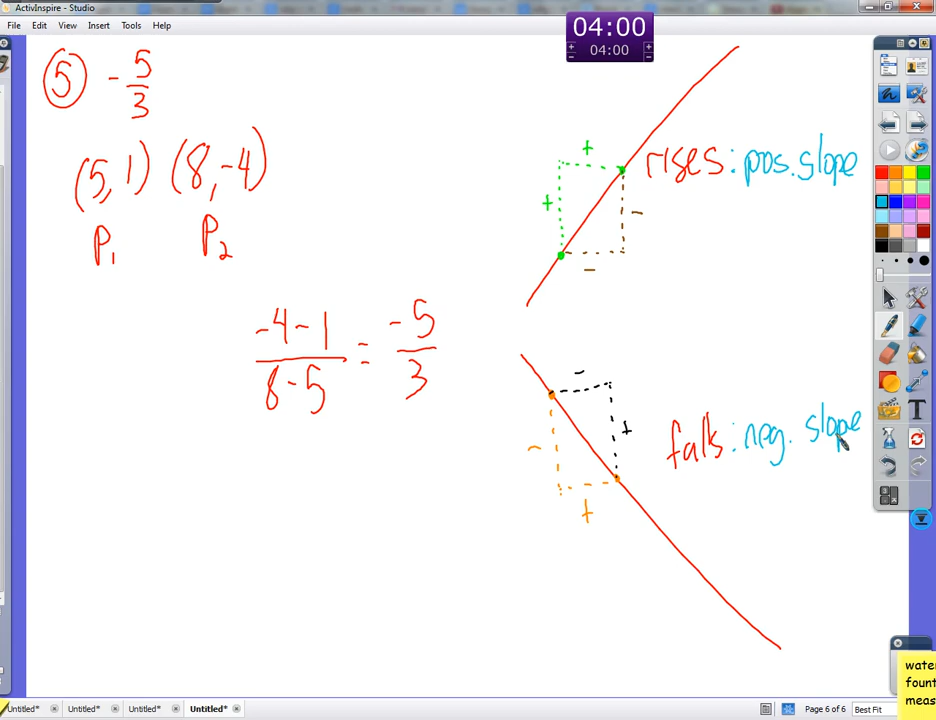 ActivInspire - Studio
File Edit View Insert Tools Help
04:00
04:00
5 - 5/3
(5, 1) (8, -4)
P1 P2
-4 - 1 / 8 - 5 = -5 / 3
+
+
-
-
rises: pos. slope
-
+
-
+
falls: neg. slope
T
wate
fount
meas
Untitled* Untitled* Untitled* Untitled* Page 6 of 6 Best Fit